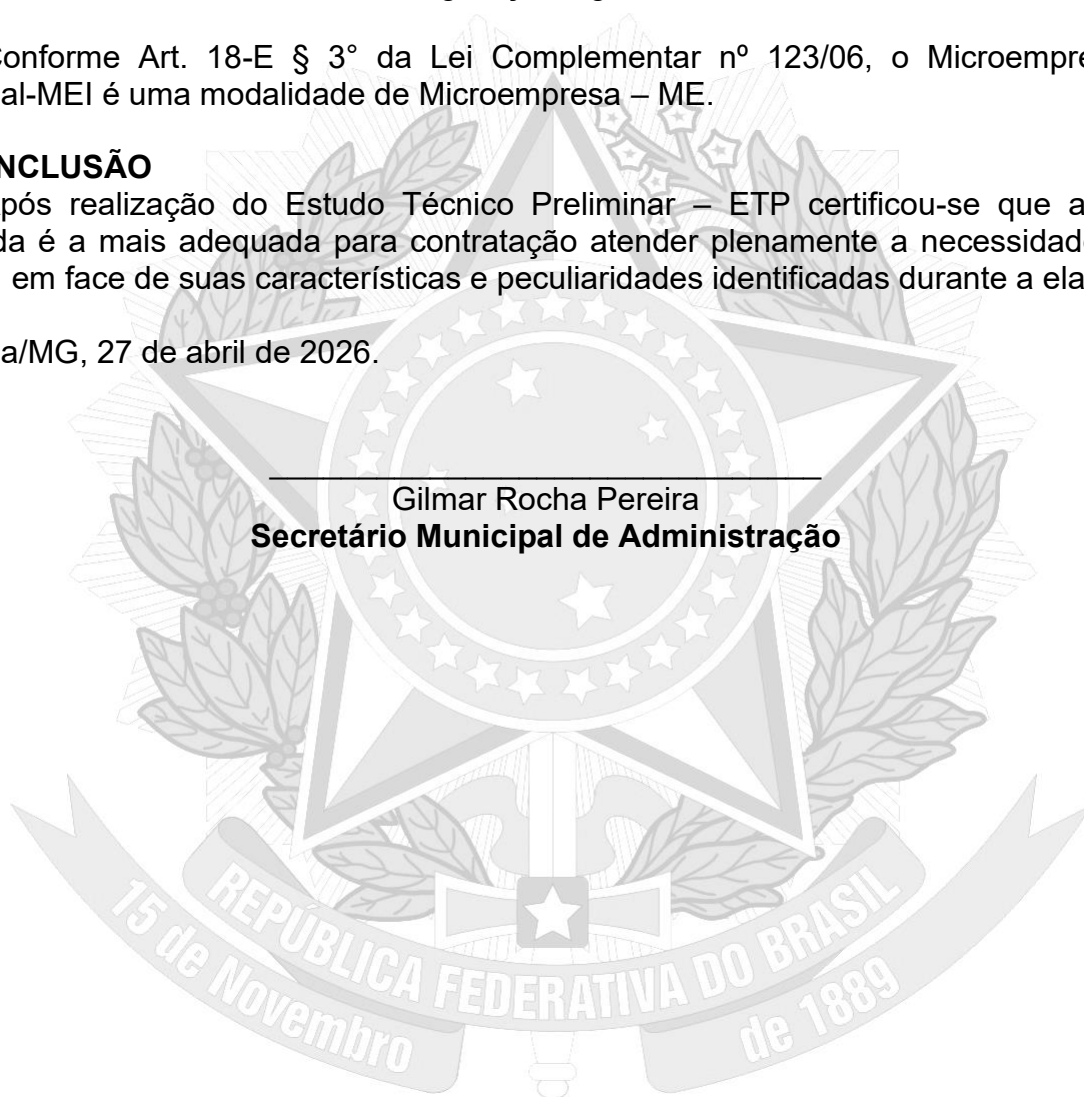 Conforme Art. 18-E § 3° da Lei Complementar nº 123/06, o Microempre
al-MEI é uma modalidade de Microempresa – ME.
NCLUSÃO
pós realização do Estudo Técnico Preliminar – ETP certificou-se que a
da é a mais adequada para contratação atender plenamente a necessidade
em face de suas características e peculiaridades identificadas durante a ela
a/MG, 27 de abril de 2026.
Gilmar Rocha Pereira
Secretário Municipal de Administração
REPÚBLICA FEDERATIVA DO BRASIL
15 de Novembro de 1889